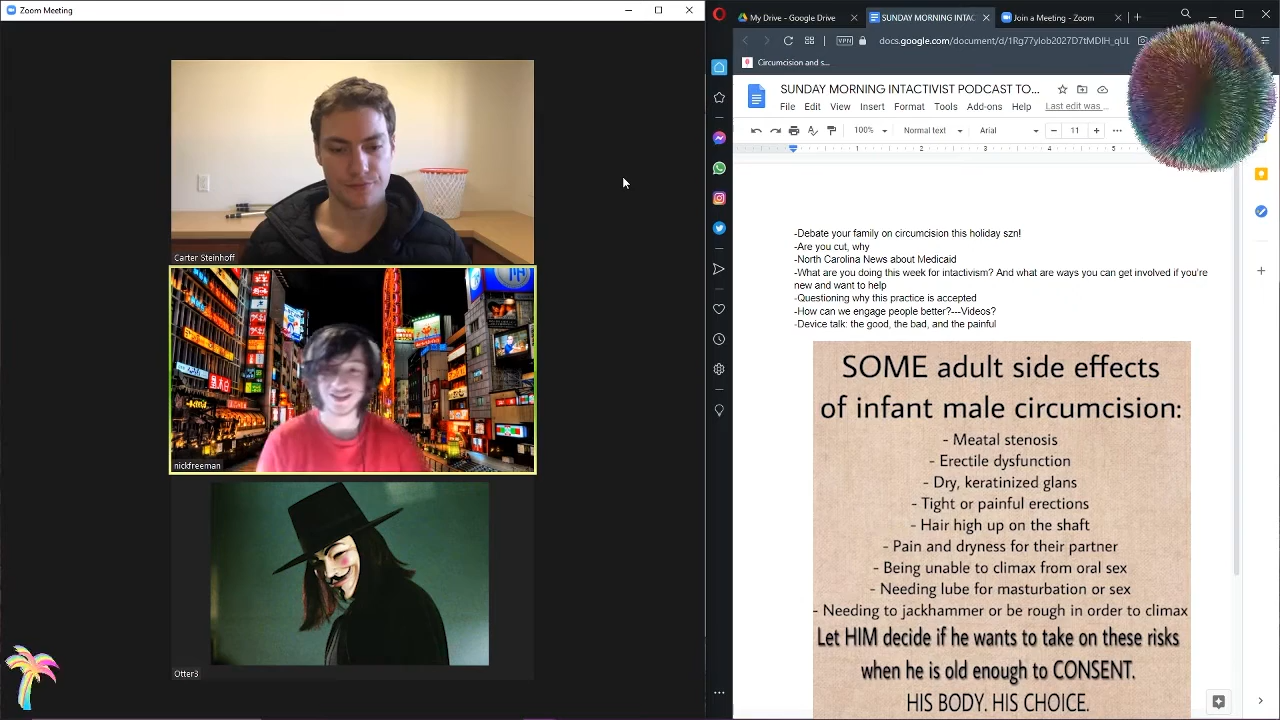 Zoom Meeting
Carter Steinhoff
nickfreeman
Otter3
My Drive - Google Drive
SUNDAY MORNING INTAC
Join a Meeting - Zoom
VPN
docs.google.com/document/d/1Rg77ylob2027D7tMDIH_qUL
Circumcision and s...
SUNDAY MORNING INTACTIVIST PODCAST TO...
File Edit View Insert Format Tools Add-ons Help Last edit was ...
100% Normal text Arial 11
1 2 3 4 5
-Debate your family on circumcision this holiday szn!
-Are you cut, why
-North Carolina News about Medicaid
-What are you doing this week for intactivism? And what are ways you can get involved if you're
new and want to help
-Questioning why this practice is accepted
-How can we engage people better---Videos?
-Device talk: the good, the bad, and the painful
SOME adult side effects
of infant male circumcision:
- Meatal stenosis
- Erectile dysfunction
- Dry, keratinized glans
- Tight or painful erections
- Hair high up on the shaft
- Pain and dryness for their partner
- Being unable to climax from oral sex
- Needing lube for masturbation or sex
- Needing to jackhammer or be rough in order to climax
Let HIM decide if he wants to take on these risks
when he is old enough to CONSENT.
HIS BODY. HIS CHOICE.